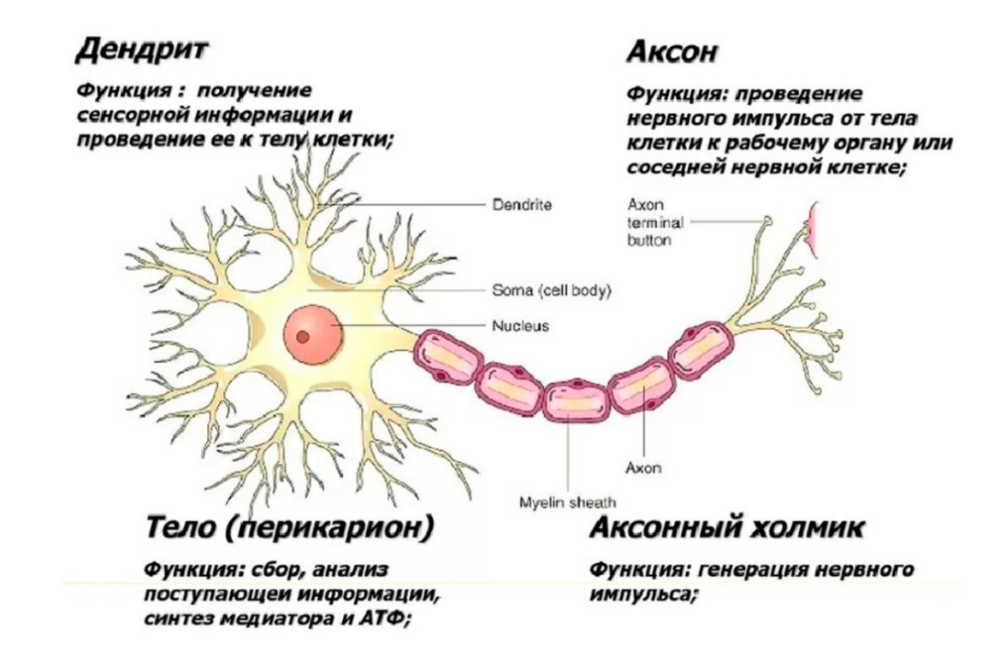 Дендрит
Функция : получение
сенсорной информации и
проведение ее к телу клетки;
Аксон
Функция: проведение
нервного импульса от тела
клетки к рабочему органу или
соседней нервной клетке;
Dendrite
Axon
terminal
button
Soma (cell body)
Nucleus
Axon
Myelin sheath
Тело (перикарион)
Функция: сбор, анализ
поступающеи информации,
синтез медиатора и АТФ;
Аксонный холмик
Функция: генерация нервного
импульса;